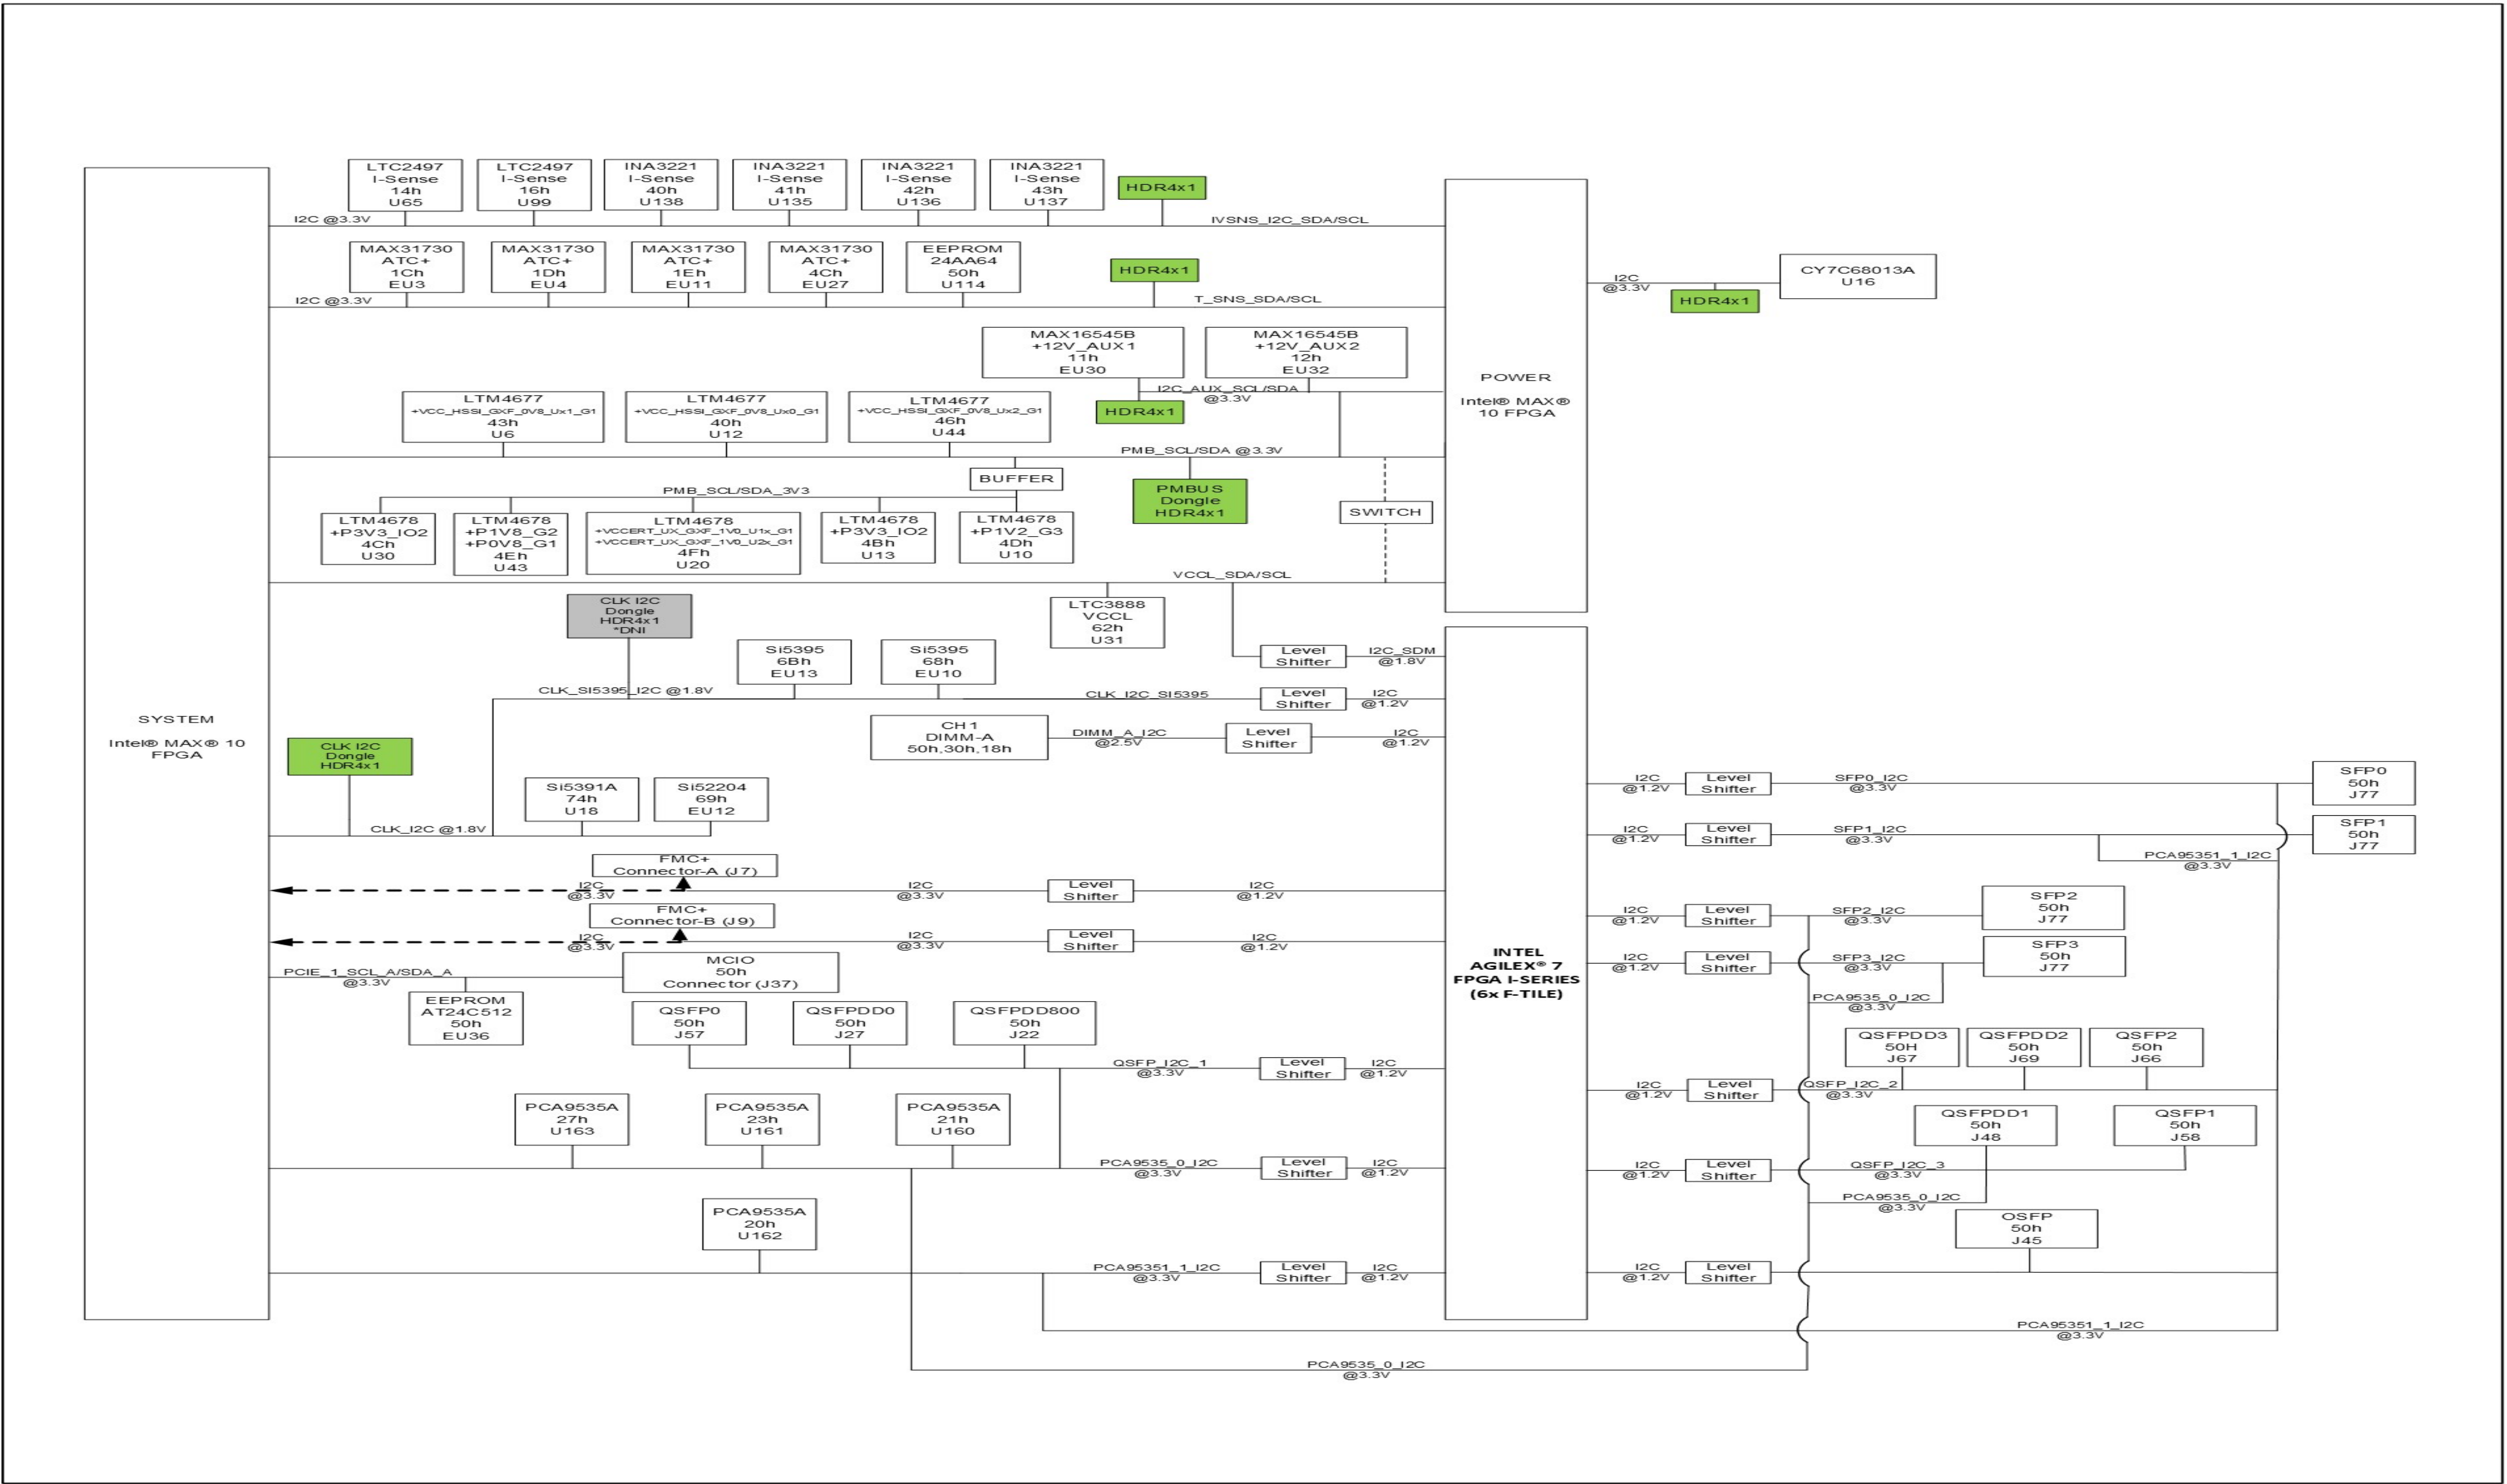 LTC2497
I-Sense
14h
U65
LTC2497
I-Sense
16h
U99
INA3221
I-Sense
40h
U138
INA3221
I-Sense
41h
U135
INA3221
I-Sense
42h
U136
INA3221
I-Sense
43h
U137
HDR4x1
I2C @3.3V
IVSNS_I2C_SDA/SCL
MAX31730
ATC+
1Ch
EU3
MAX31730
ATC+
1Dh
EU4
MAX31730
ATC+
1Eh
EU11
MAX31730
ATC+
4Ch
EU27
EEPROM
24AA64
50h
U114
HDR4x1
I2C @3.3V
T_SNS_SDA/SCL
I2C
@3.3V
HDR4x1
CY7C68013A
U16
MAX16545B
+12V_AUX1
11h
EU30
MAX16545B
+12V_AUX2
12h
EU32
I2C_AUX_SCL/SDA
@3.3V
HDR4x1
POWER
Intel® MAX®
10 FPGA
LTM4677
+VCC_HSSI_GXF_0V8_Ux1_G1
43h
U6
LTM4677
+VCC_HSSI_GXF_0V8_Ux0_G1
40h
U12
LTM4677
+VCC_HSSI_GXF_0V8_Ux2_G1
46h
U44
PMB_SCL/SDA @3.3V
BUFFER
PMBUS
Dongle
HDR4x1
SWITCH
PMB_SCL/SDA_3V3
LTM4678
+P3V3_IO2
4Ch
U30
LTM4678
+P1V8_G2
+P0V8_G1
4Eh
U43
LTM4678
+VCCERT_UX_GXF_1V0_U1x_G1
+VCCERT_UX_GXF_1V0_U2x_G1
4Fh
U20
LTM4678
+P3V3_IO2
4Bh
U13
LTM4678
+P1V2_G3
4Dh
U10
VCCL_SDA/SCL
LTC3888
VCCL
62h
U31
Level
Shifter
I2C_SDM
@1.8V
CLK I2C
Dongle
HDR4x1
*DNI
Si5395
6Bh
EU13
Si5395
68h
EU10
CLK_SI5395_I2C @1.8V
CLK_I2C_SI5395
Level
Shifter
I2C
@1.2V
SYSTEM
Intel® MAX® 10
FPGA
CH1
DIMM-A
50h,30h,18h
DIMM_A_I2C
@2.5V
Level
Shifter
I2C
@1.2V
CLK I2C
Dongle
HDR4x1
Si5391A
74h
U18
Si52204
69h
EU12
CLK_I2C @1.8V
FMC+
Connector-A (J7)
I2C
@3.3V
I2C
@3.3V
Level
Shifter
I2C
@1.2V
FMC+
Connector-B (J9)
I2C
@3.3V
I2C
@3.3V
Level
Shifter
I2C
@1.2V
PCIE_1_SCL_A/SDA_A
@3.3V
MCIO
50h
Connector (J37)
EEPROM
AT24C512
50h
EU36
INTEL
AGILEX® 7
FPGA I-SERIES
(6x F-TILE)
QSFP0
50h
J57
QSFPDD0
50h
J27
QSFPDD800
50h
J22
QSFP_I2C_1
@3.3V
Level
Shifter
I2C
@1.2V
PCA9535A
27h
U163
PCA9535A
23h
U161
PCA9535A
21h
U160
PCA9535_0_I2C
@3.3V
Level
Shifter
I2C
@1.2V
PCA9535A
20h
U162
PCA95351_1_I2C
@3.3V
Level
Shifter
I2C
@1.2V
I2C
@1.2V
Level
Shifter
SFP0_I2C
@3.3V
SFP0
50h
J77
I2C
@1.2V
Level
Shifter
SFP1_I2C
@3.3V
SFP1
50h
J77
PCA95351_1_I2C
@3.3V
I2C
@1.2V
Level
Shifter
SFP2_I2C
@3.3V
SFP2
50h
J77
I2C
@1.2V
Level
Shifter
SFP3_I2C
@3.3V
SFP3
50h
J77
PCA9535_0_I2C
@3.3V
QSFPDD3
50H
J67
QSFPDD2
50h
J69
QSFP2
50h
J66
I2C
@1.2V
Level
Shifter
QSFP_I2C_2
@3.3V
QSFPDD1
50h
J48
QSFP1
50h
J58
I2C
@1.2V
Level
Shifter
QSFP_I2C_3
@3.3V
PCA9535_0_I2C
@3.3V
OSFP
50h
J45
I2C
@1.2V
Level
Shifter
PCA95351_1_I2C
@3.3V
PCA9535_0_I2C
@3.3V